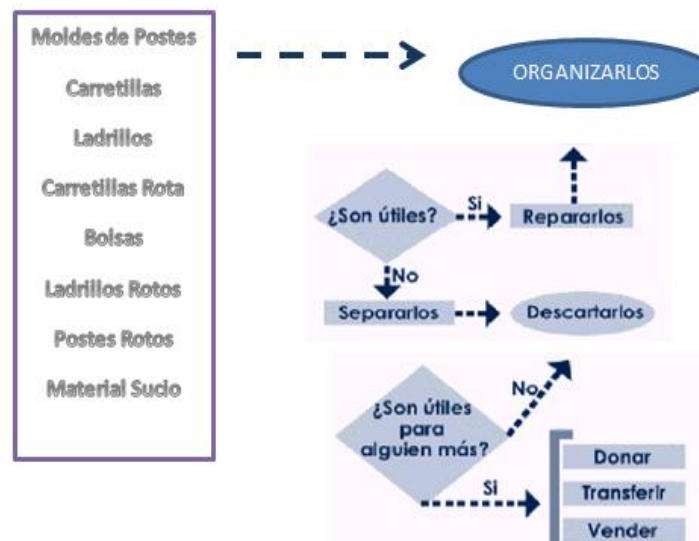 Moldes de Postes
Carretillas
Ladrillos
Carretillas Rota
Bolsas
Ladrillos Rotos
Postes Rotos
Material Sucio
ORGANIZARLOS
¿Son útiles?
Si
Repararlos
No
Separarlos
Descartarlos
¿Son útiles
para
alguien más?
No
Si
Donar
Transferir
Vender